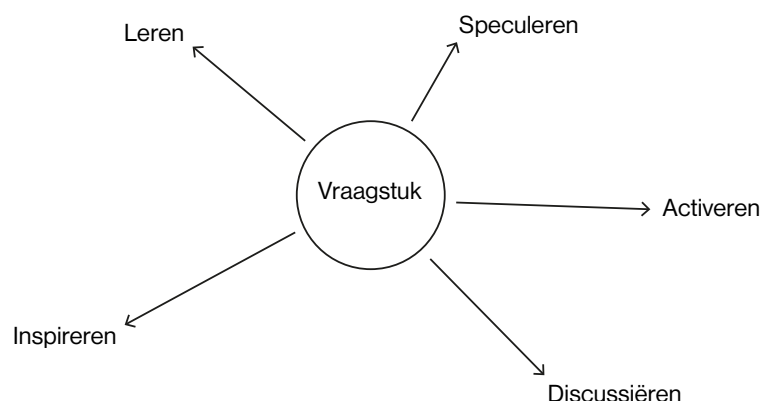 Speculeren
Leren
Vraagstuk
Activeren
Inspireren
Discussiëren